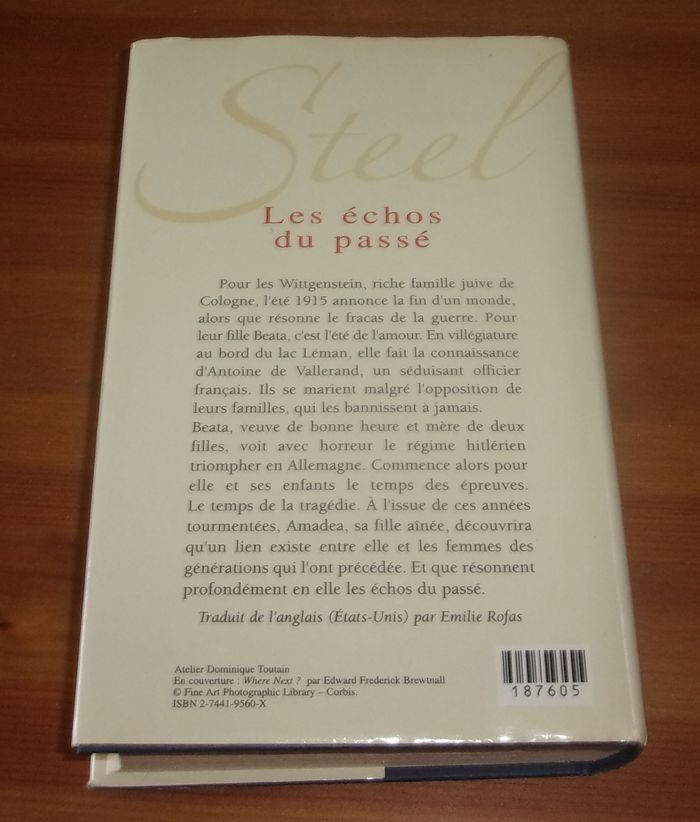 Steel
Les échos
du passé
Pour les Wittgenstein, riche famille juive de
Cologne, l'été 1915 annonce la fin d'un monde,
alors que résonne le fracas de la guerre. Pour
leur fille Beata, c'est l'été de l'amour. En villégiature
au bord du lac Léman, elle fait la connaissance
d'Antoine de Vallerand, un séduisant officier
français. Ils se marient malgré l'opposition de
leurs familles, qui les bannissent à jamais.
Beata, veuve de bonne heure et mère de deux
filles, voit avec horreur le régime hitlérien
triompher en Allemagne. Commence alors pour
elle et ses enfants le temps des épreuves.
Le temps de la tragédie. À l'issue de ces années
tourmentées, Amadea, sa fille aînée, découvrira
qu'un lien existe entre elle et les femmes des
générations qui l'ont précédée. Et que résonnent
profondément en elle les échos du passé.
Traduit de l'anglais (États-Unis) par Emilie Rofas
Atelier Dominique Toutain
En couverture : Where Next ? par Edward Frederick Brewtnall
© Fine Art Photographic Library – Corbis.
ISBN 2-7441-9560-X
187605